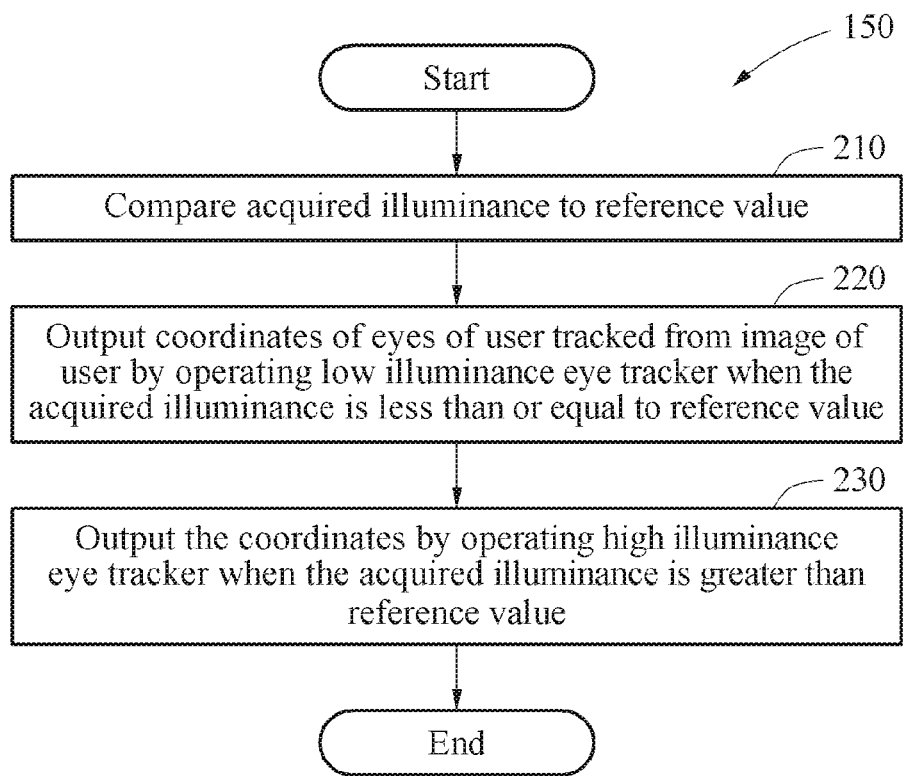 150
Start
210
Compare acquired illuminance to reference value
220
Output coordinates of eyes of user tracked from image of
user by operating low illuminance eye tracker when the
acquired illuminance is less than or equal to reference value
230
Output the coordinates by operating high illuminance
eye tracker when the acquired illuminance is greater than
reference value
End